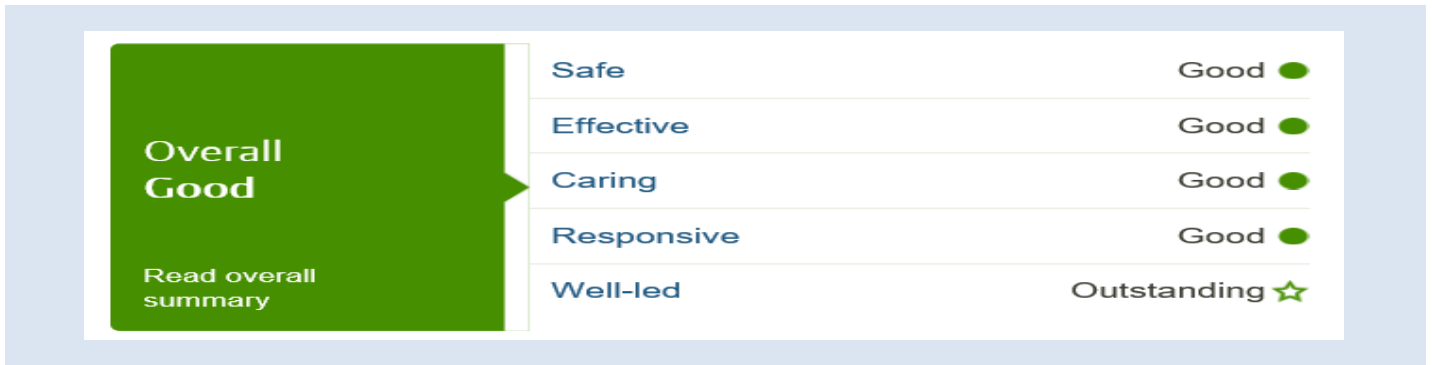 Overall
Good
Read overall
summary
Safe Good
Effective Good
Caring Good
Responsive Good
Well-led Outstanding